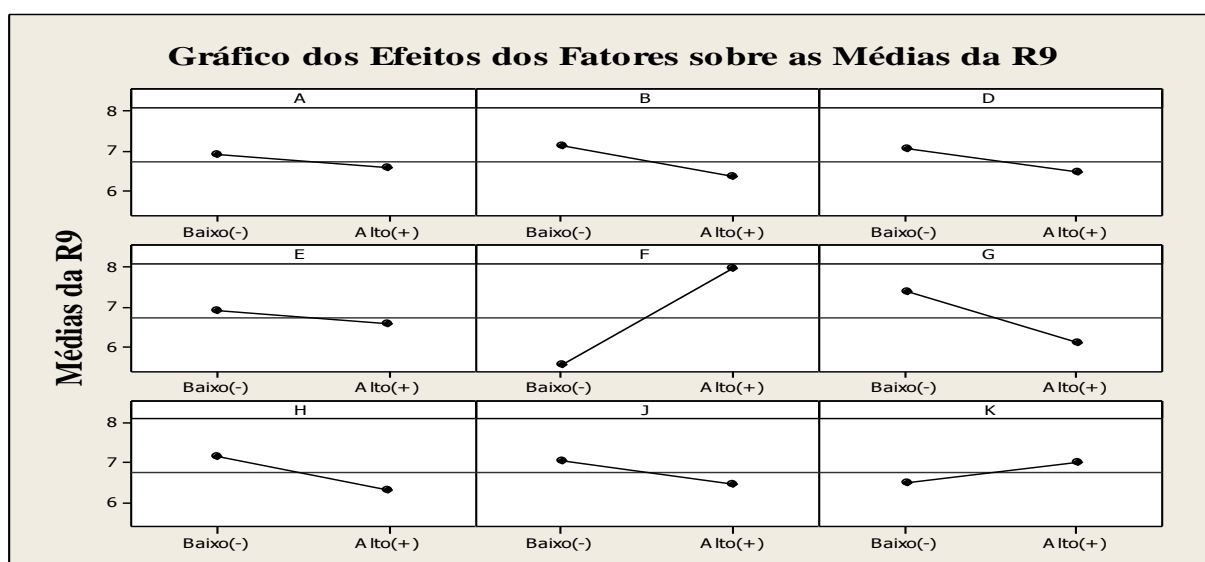 Gráfico dos Efeitos dos Fatores sobre as Médias da R9
Médias da R9
A B D
8
7
6
Baixo(-) Alto(+) Baixo(-) Alto(+) Baixo(-) Alto(+)
E F G
8
7
6
Baixo(-) Alto(+) Baixo(-) Alto(+) Baixo(-) Alto(+)
H J K
8
7
6
Baixo(-) Alto(+) Baixo(-) Alto(+) Baixo(-) Alto(+)